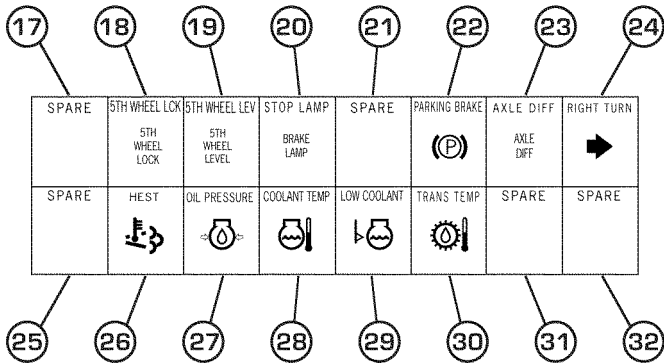 17 18 19 20 21 22 23 24
SPARE 5TH WHEEL LCK 5TH WHEEL LEV STOP LAMP SPARE PARKING BRAKE AXLE DIFF RIGHT TURN
5TH WHEEL LOCK
5TH WHEEL LEVEL
BRAKE LAMP
P
AXLE DIFF
SPARE HEST OIL PRESSURE COOLANT TEMP LOW COOLANT TRANS TEMP SPARE SPARE
25 26 27 28 29 30 31 32